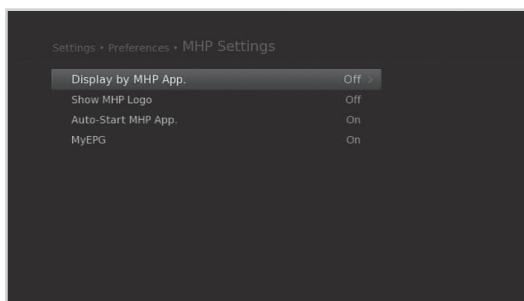 Settings • Preferences • MHP Settings
Display by MHP App. Off >
Show MHP Logo Off
Auto-Start MHP App. On
MyEPG On